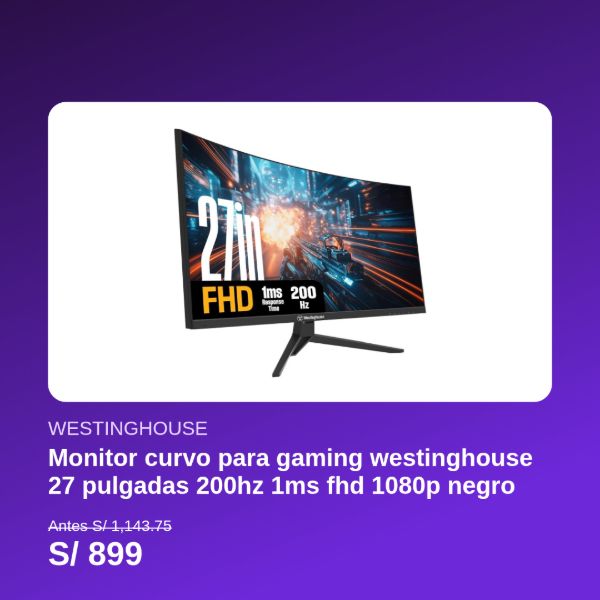 27in
FHD
1ms
Response
Time
200
Hz
Westinghouse
WESTINGHOUSE
Monitor curvo para gaming westinghouse
27 pulgadas 200hz 1ms fhd 1080p negro
Antes S/ 1,143.75
S/ 899